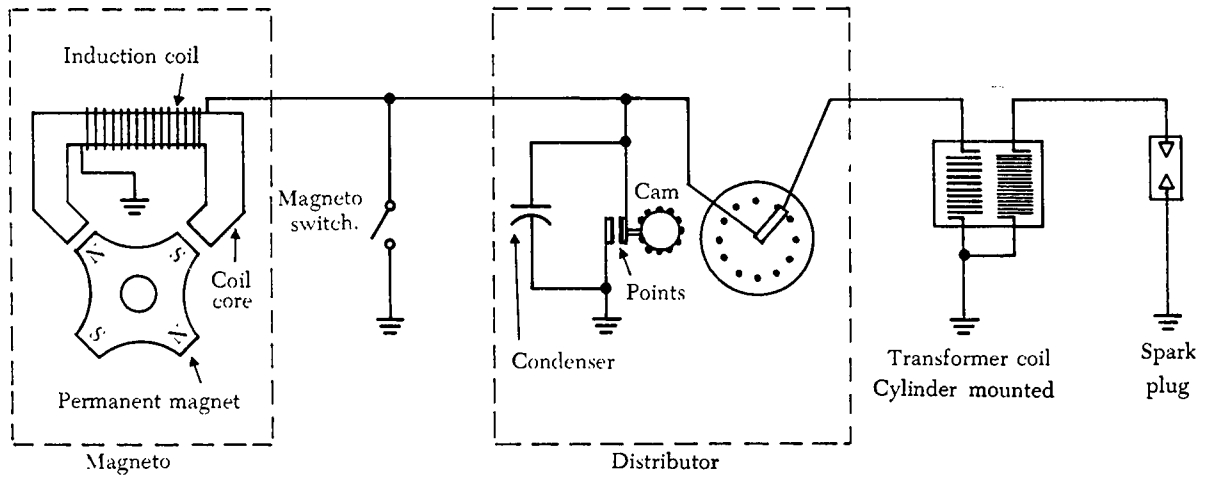 Induction coil
N
S
S
N
Coil
core
Permanent magnet
Magneto
Magneto
switch.
Cam
Points
Condenser
Distributor
Transformer coil
Cylinder mounted
Spark
plug